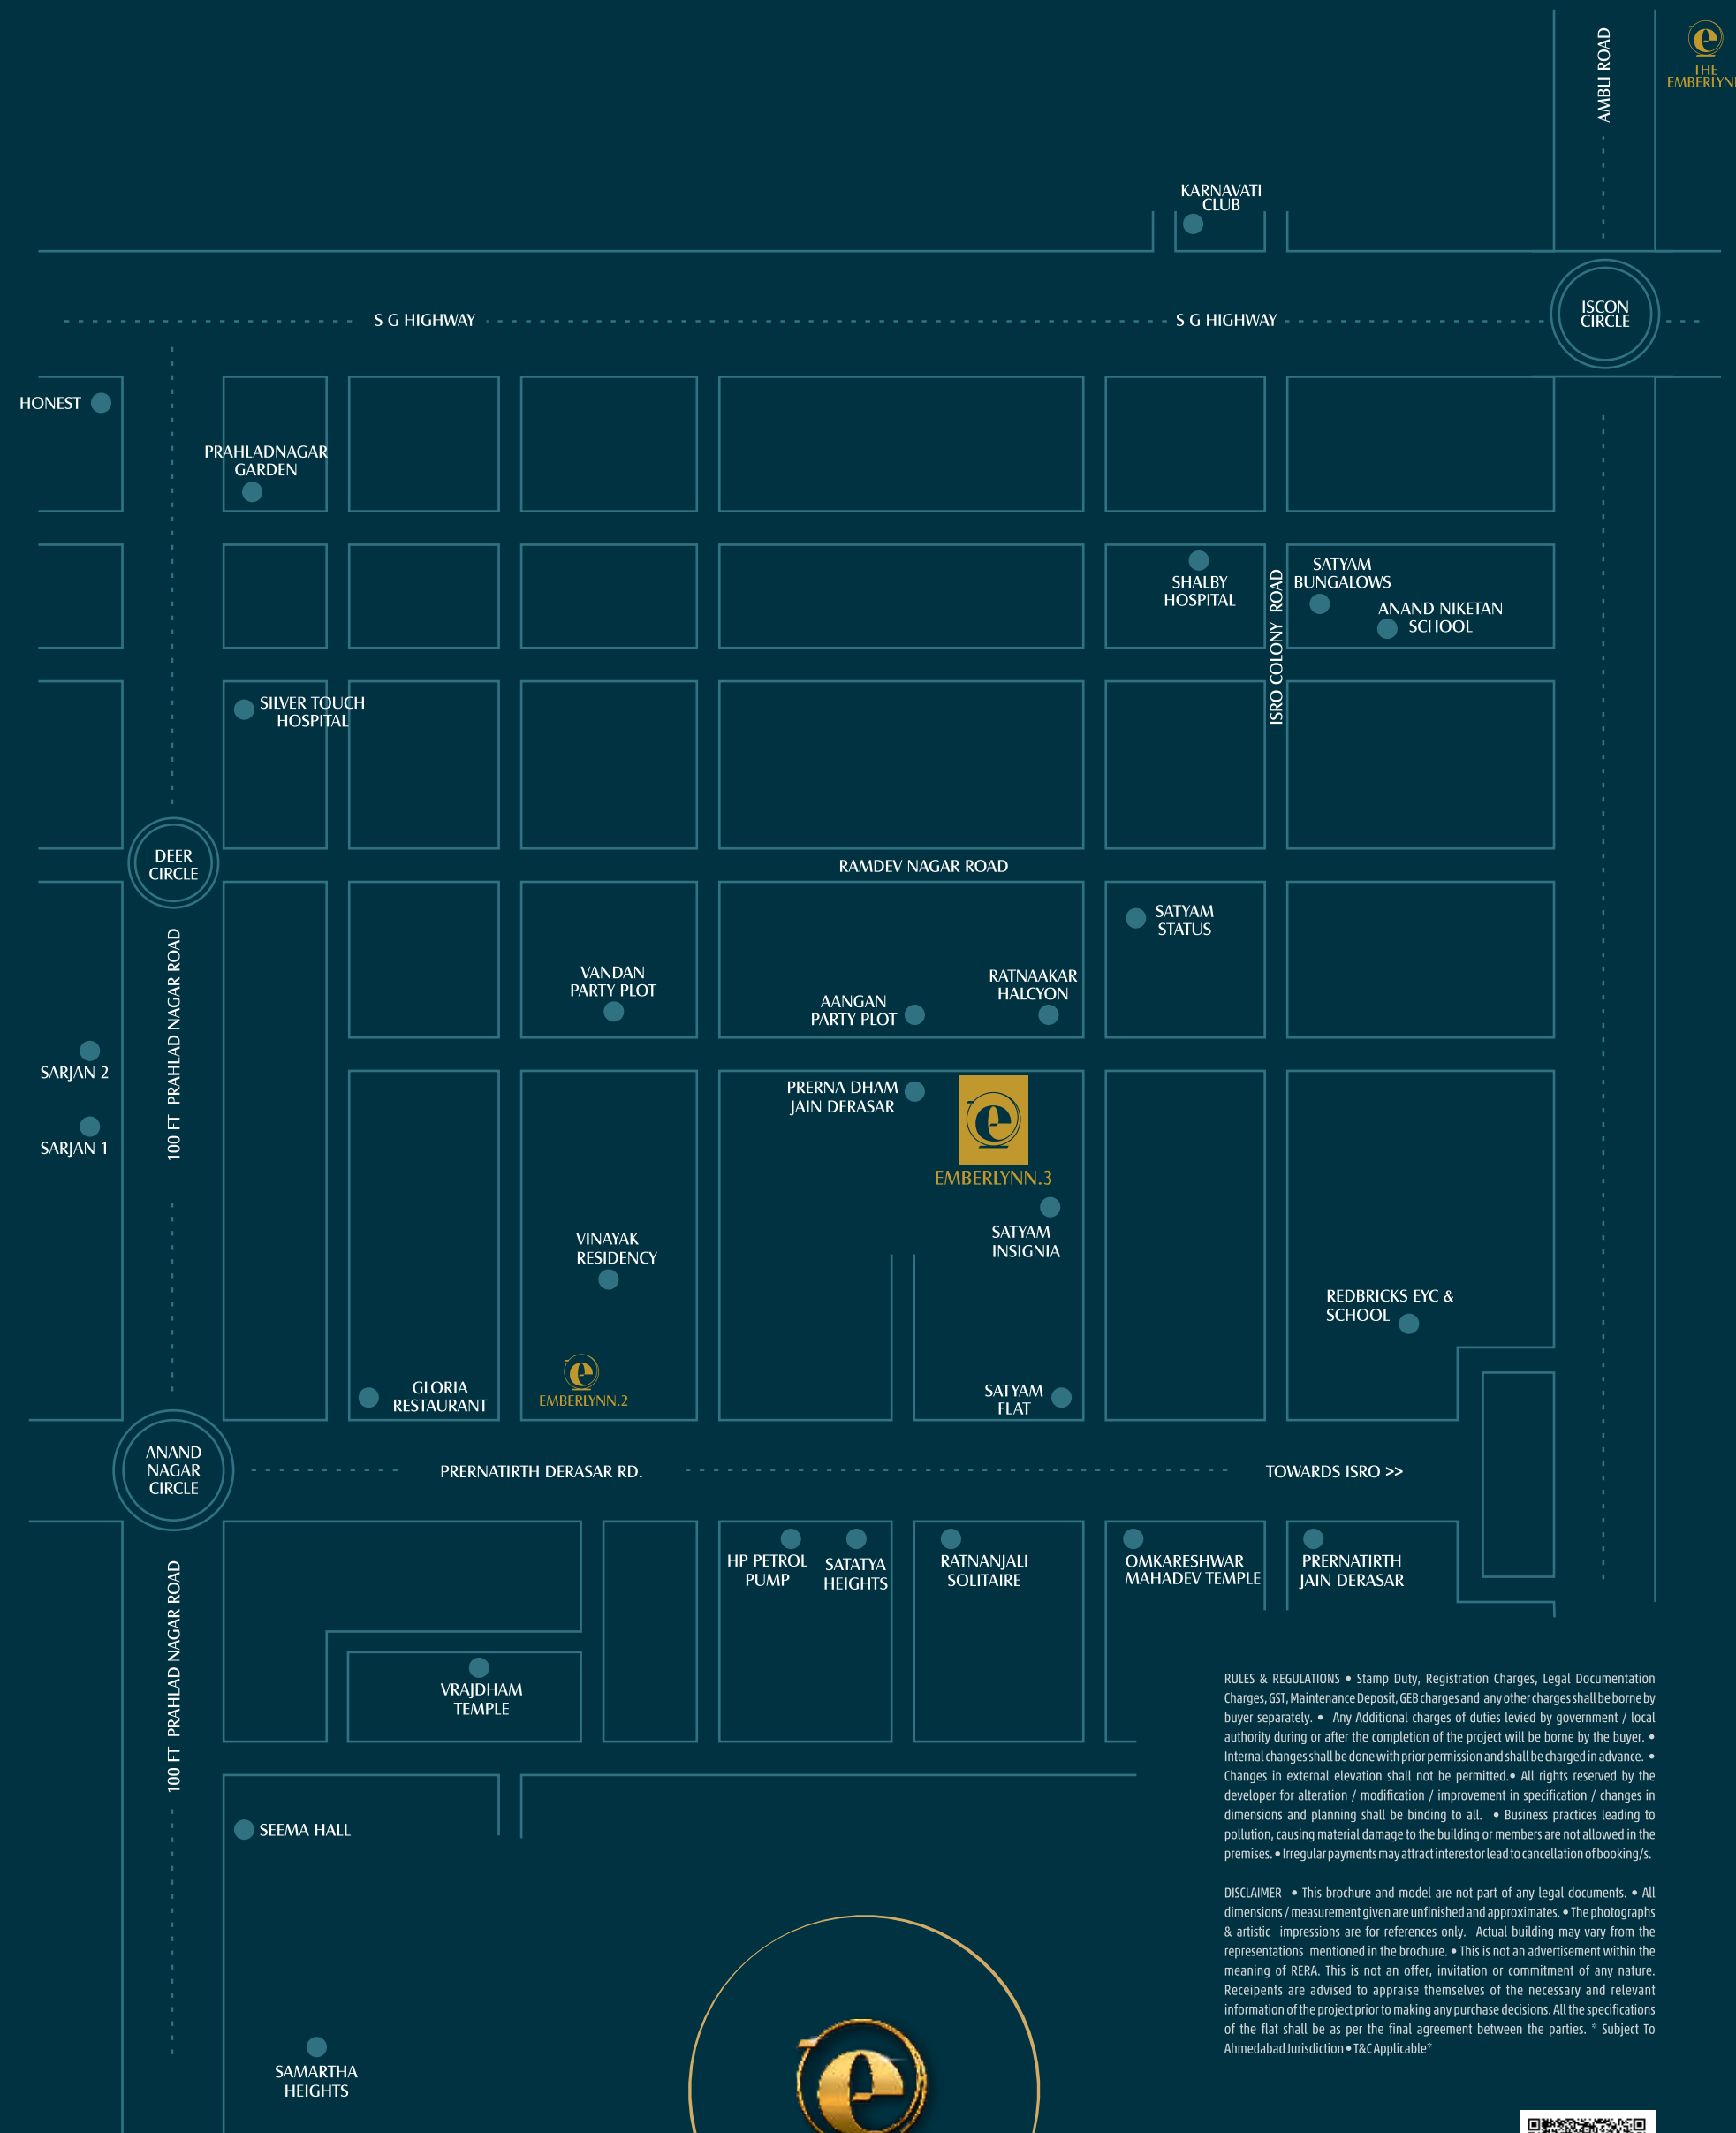 AMBLI ROAD
THE
EMBERLYN
KARNAVATI
CLUB
S G HIGHWAY
S G HIGHWAY
ISCON
CIRCLE
HONEST
PRAHLADNAGAR
GARDEN
SHALBY
HOSPITAL
ISRO COLONY ROAD
SATYAM
BUNGALOWS
ANAND NIKETAN
SCHOOL
SILVER TOUCH
HOSPITAL
DEER
CIRCLE
RAMDEV NAGAR ROAD
SATYAM
STATUS
100 FT PRAHLAD NAGAR ROAD
VANDAN
PARTY PLOT
AANGAN
PARTY PLOT
RATNAAKAR
HALCYON
SARJAN 2
SARJAN 1
PRERNA DHAM
JAIN DERASAR
e
EMBERLYNN.3
SATYAM
INSIGNIA
VINAYAK
RESIDENCY
REDBRICKS EYC &
SCHOOL
GLORIA
RESTAURANT
e
EMBERLYNN.2
SATYAM
FLAT
ANAND
NAGAR
CIRCLE
PRERNATIRTH DERASAR RD.
TOWARDS ISRO >>
HP PETROL
PUMP
SATATYA
HEIGHTS
RATNANJALI
SOLITAIRE
OMKARESHWAR
MAHADEV TEMPLE
PRERNATIRTH
JAIN DERASAR
100 FT PRAHLAD NAGAR ROAD
VRAJDHAM
TEMPLE
SEEMA HALL
SAMARTHA
HEIGHTS
RULES & REGULATIONS • Stamp Duty, Registration Charges, Legal Documentation
Charges, GST, Maintenance Deposit, GEB charges and any other charges shall be borne by
buyer separately. • Any Additional charges of duties levied by government / local
authority during or after the completion of the project will be borne by the buyer. •
Internal changes shall be done with prior permission and shall be charged in advance. •
Changes in external elevation shall not be permitted.• All rights reserved by the
developer for alteration / modification / improvement in specification / changes in
dimensions and planning shall be binding to all. • Business practices leading to
pollution, causing material damage to the building or members are not allowed in the
premises. • Irregular payments may attract interest or lead to cancellation of booking/s.
DISCLAIMER • This brochure and model are not part of any legal documents. • All
dimensions / measurement given are unfinished and approximates. • The photographs
& artistic impressions are for references only. Actual building may vary from the
representations mentioned in the brochure. • This is not an advertisement within the
meaning of RERA. This is not an offer, invitation or commitment of any nature.
Receipents are advised to appraise themselves of the necessary and relevant
information of the project prior to making any purchase decisions. All the specifications
of the flat shall be as per the final agreement between the parties. * Subject To
Ahmedabad Jurisdiction • T&C Applicable*
e